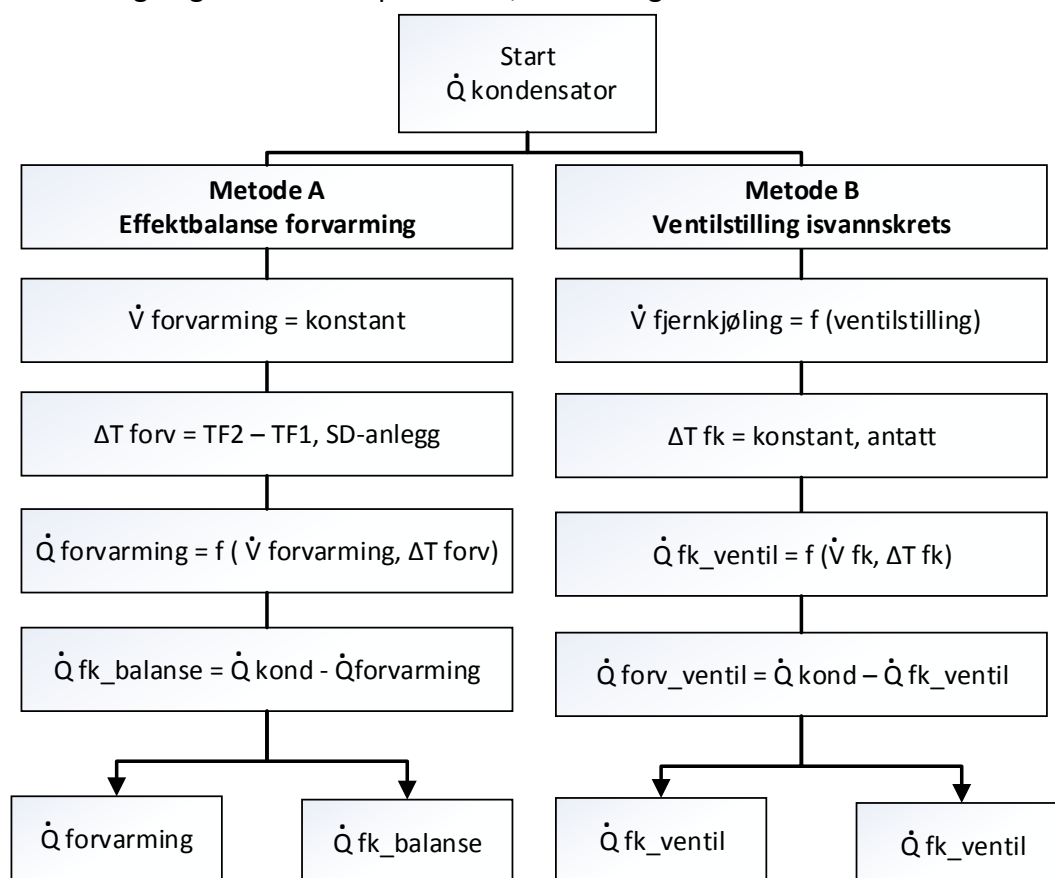 Start
Q̇ kondensator
Metode A
Effektbalanse forvarming
V̇ forvarming = konstant
ΔT forv = TF2 – TF1, SD-anlegg
Q̇ forvarming = f ( V̇ forvarming, ΔT forv)
Q̇ fk_balanse = Q̇ kond - Q̇forvarming
Q̇ forvarming
Q̇ fk_balanse
Metode B
Ventilstilling isvannskrets
V̇ fjernkjøling = f (ventilstilling)
ΔT fk = konstant, antatt
Q̇ fk_ventil = f (V̇ fk, ΔT fk)
Q̇ forv_ventil = Q̇ kond – Q̇ fk_ventil
Q̇ fk_ventil
Q̇ fk_ventil